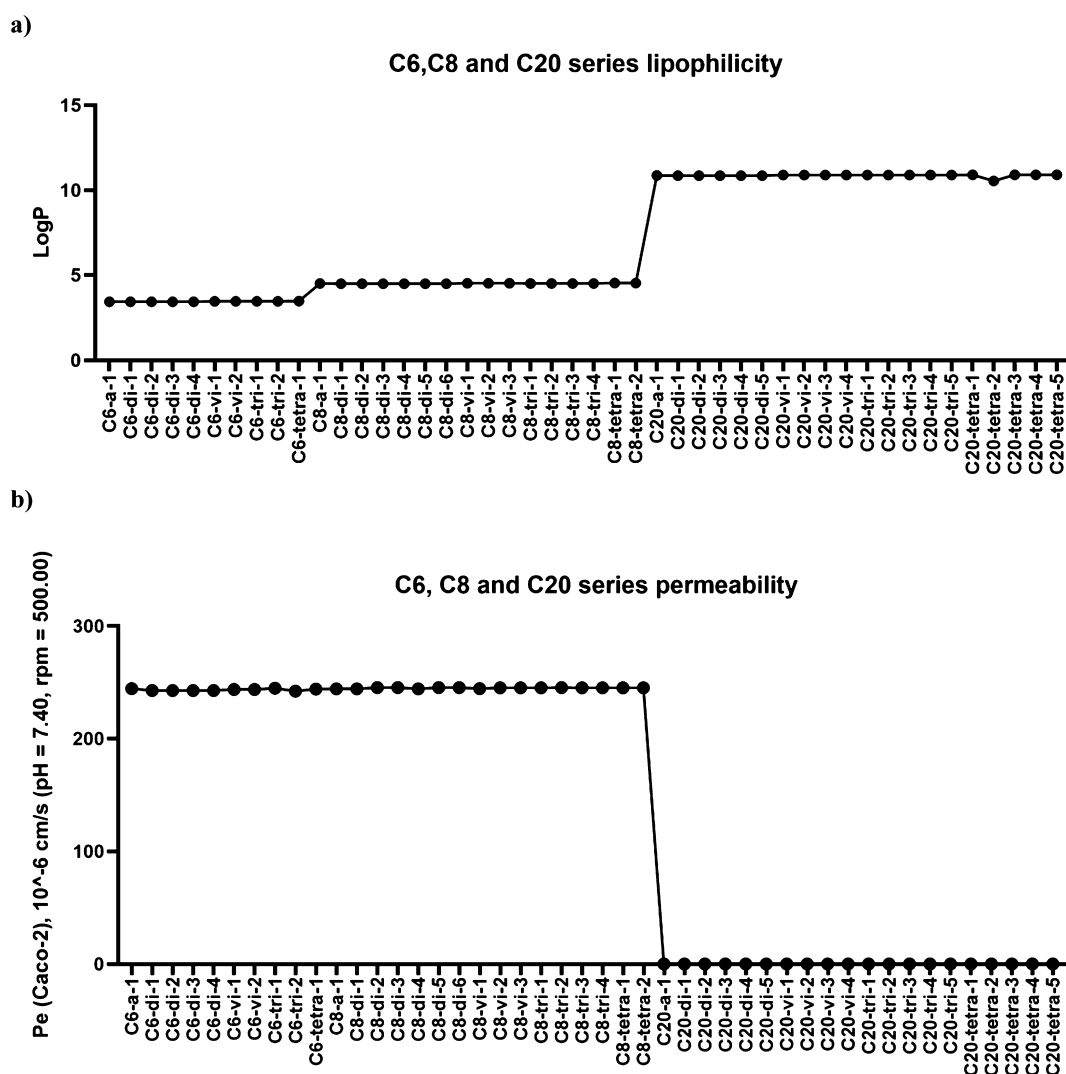 a)
C6,C8 and C20 series lipophilicity
15
10
5
0
LogP
C6-a-1
C6-di-1
C6-di-2
C6-di-3
C6-di-4
C6-vi-1
C6-vi-2
C6-tri-1
C6-tri-2
C6-tetra-1
C8-a-1
C8-di-1
C8-di-2
C8-di-3
C8-di-4
C8-di-5
C8-di-6
C8-vi-1
C8-vi-2
C8-vi-3
C8-tri-1
C8-tri-2
C8-tri-3
C8-tri-4
C8-tetra-1
C8-tetra-2
C20-a-1
C20-di-1
C20-di-2
C20-di-3
C20-di-4
C20-di-5
C20-vi-1
C20-vi-2
C20-vi-3
C20-vi-4
C20-tri-1
C20-tri-2
C20-tri-3
C20-tri-4
C20-tri-5
C20-tetra-1
C20-tetra-2
C20-tetra-3
C20-tetra-4
C20-tetra-5
b)
C6, C8 and C20 series permeability
300
200
100
0
Pe (Caco-2), 10^-6 cm/s (pH = 7.40, rpm = 500.00)
C6-a-1
C6-di-1
C6-di-2
C6-di-3
C6-di-4
C6-vi-1
C6-vi-2
C6-tri-1
C6-tri-2
C6-tetra-1
C8-a-1
C8-di-1
C8-di-2
C8-di-3
C8-di-4
C8-di-5
C8-di-6
C8-vi-1
C8-vi-2
C8-vi-3
C8-tri-1
C8-tri-2
C8-tri-3
C8-tri-4
C8-tetra-1
C8-tetra-2
C20-a-1
C20-di-1
C20-di-2
C20-di-3
C20-di-4
C20-di-5
C20-vi-1
C20-vi-2
C20-vi-3
C20-vi-4
C20-tri-1
C20-tri-2
C20-tri-3
C20-tri-4
C20-tri-5
C20-tetra-1
C20-tetra-2
C20-tetra-3
C20-tetra-4
C20-tetra-5